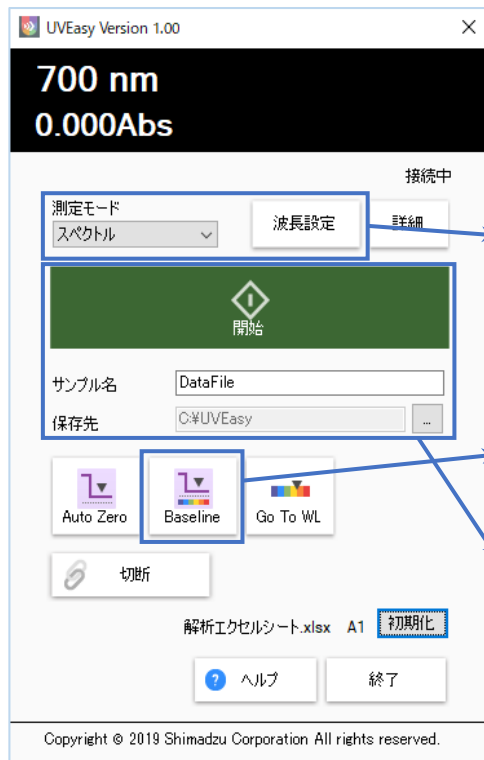 UVEasy Version 1.00
700 nm
0.000Abs
接続中
測定モード
スペクトル
波長設定
詳細
開始
サンプル名
DataFile
保存先
C:¥UVEasy
...
Auto Zero
Baseline
Go To WL
切断
解析エクセルシート.xlsx A1
初期化
? ヘルプ
終了
Copyright © 2019 Shimadzu Corporation All rights reserved.